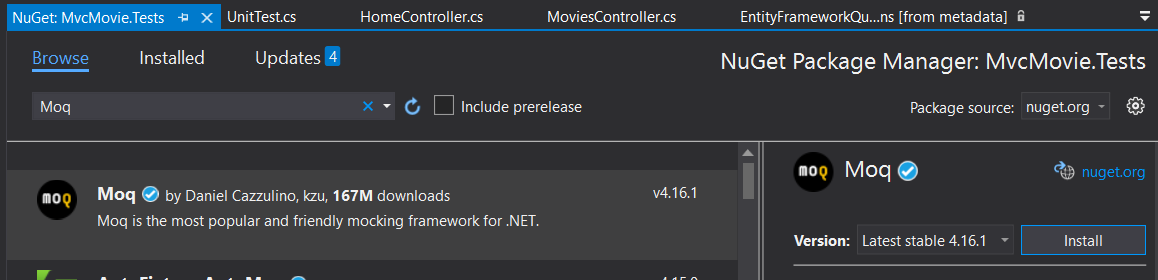 NuGet: MvcMovie.Tests
UnitTest.cs
HomeController.cs
MoviesController.cs
EntityFrameworkQu...ns [from metadata]
Browse
Installed
Updates 4
NuGet Package Manager: MvcMovie.Tests
Moq
Include prerelease
Package source: nuget.org
moq
Moq by Daniel Cazzulino, kzu, 167M downloads
v4.16.1
Moq is the most popular and friendly mocking framework for .NET.
moq
Moq
nuget.org
Version: Latest stable 4.16.1
Install